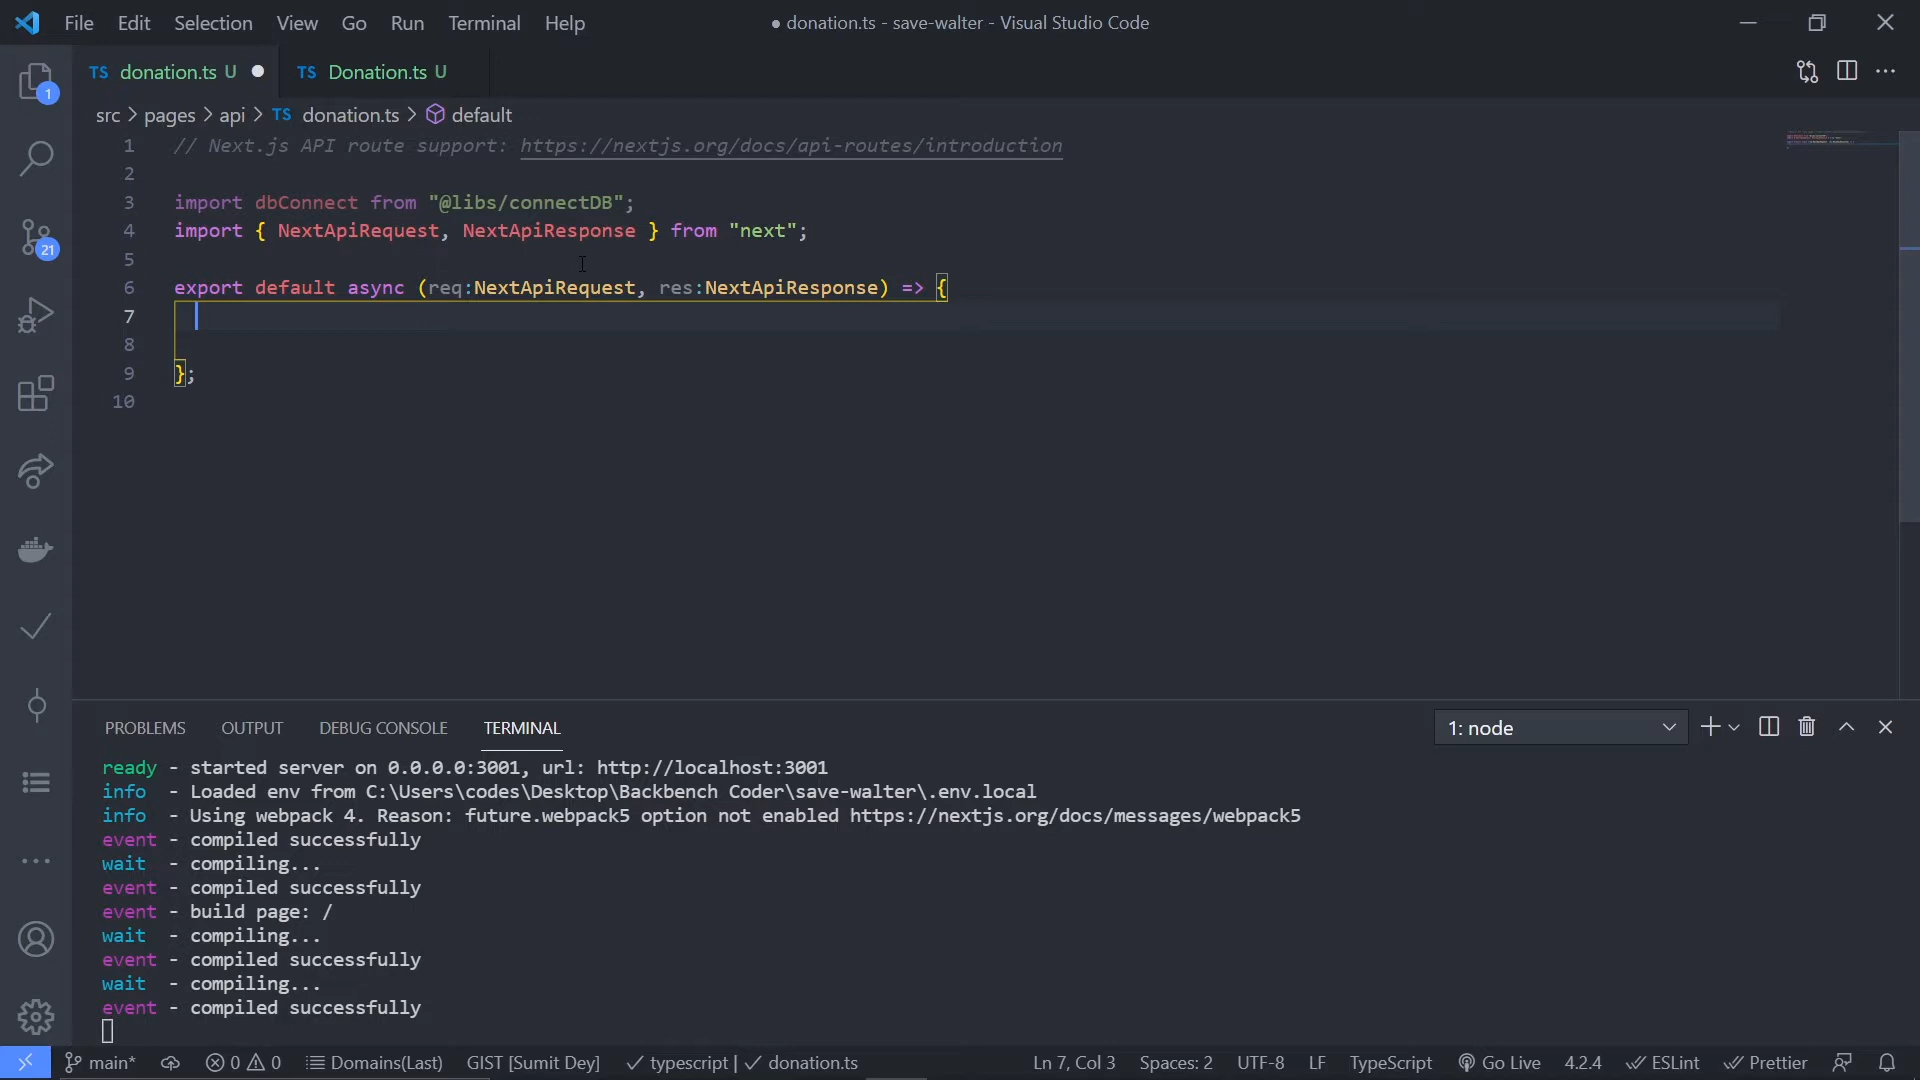 File Edit Selection View Go Run Terminal Help ● donation.ts - save-walter - Visual Studio Code
TS donation.ts U ● TS Donation.ts U
1
src > pages > api > TS donation.ts > default
1 // Next.js API route support: https://nextjs.org/docs/api-routes/introduction
2
3 import dbConnect from "@libs/connectDB";
4 import { NextApiRequest, NextApiResponse } from "next";
21
5
6 export default async (req:NextApiRequest, res:NextApiResponse) => {
7
8
9 };
10
PROBLEMS OUTPUT DEBUG CONSOLE TERMINAL 1: node
ready - started server on 0.0.0.0:3001, url: http://localhost:3001
info - Loaded env from C:\Users\codes\Desktop\Backbench Coder\save-walter\.env.local
info - Using webpack 4. Reason: future.webpack5 option not enabled https://nextjs.org/docs/messages/webpack5
event - compiled successfully
wait - compiling...
event - compiled successfully
event - build page: /
wait - compiling...
event - compiled successfully
wait - compiling...
event - compiled successfully
main* 0 0 Domains(Last) GIST [Sumit Dey] ✓ typescript | ✓ donation.ts Ln 7, Col 3 Spaces: 2 UTF-8 LF TypeScript Go Live 4.2.4 ESLint Prettier